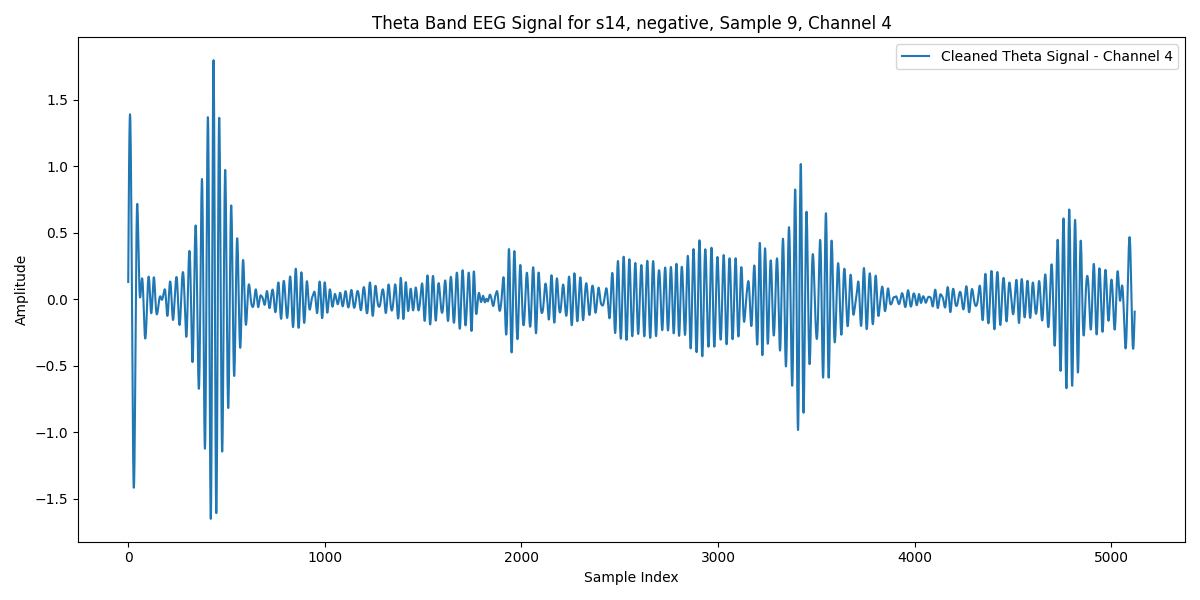 Theta Band EEG Signal for s14, negative, Sample 9, Channel 4
Cleaned Theta Signal - Channel 4
Amplitude
1.5
1.0
0.5
0.0
−0.5
−1.0
−1.5
0 1000 2000 3000 4000 5000
Sample Index